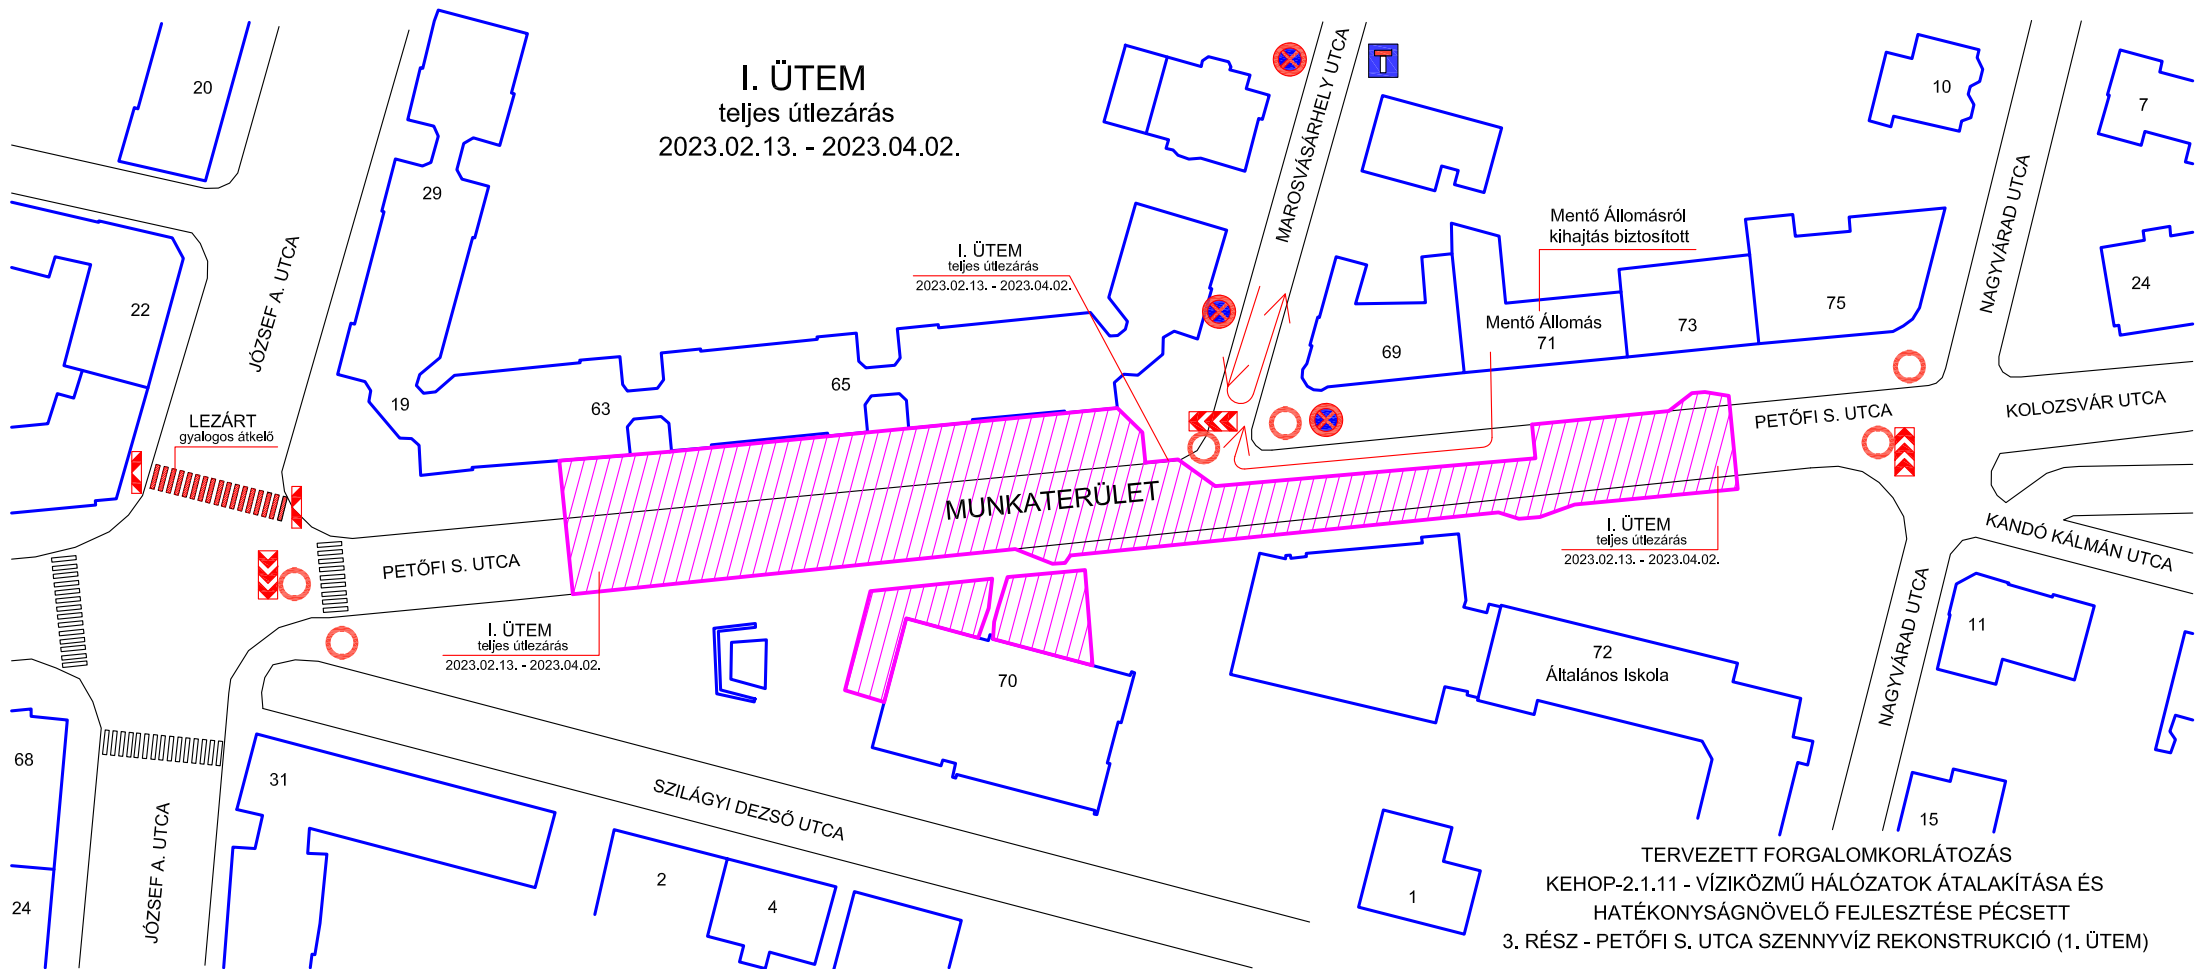 I. ÜTEM
teljes útlezárás
2023.02.13. - 2023.04.02.
20
29
22
JÓZSEF A. UTCA
LEZÁRT
gyalogos átkelő
19
63
65
I. ÜTEM
teljes útlezárás
2023.02.13. - 2023.04.02.
MAROSVÁSÁRHELY UTCA
Mentő Állomásról
kihajtás biztosított
Mentő Állomás
71
69
73
75
10
7
24
NAGYVÁRAD UTCA
PETŐFI S. UTCA
KOLOZSVÁR UTCA
KANDÓ KÁLMÁN UTCA
MUNKATERÜLET
PETŐFI S. UTCA
I. ÜTEM
teljes útlezárás
2023.02.13. - 2023.04.02.
I. ÜTEM
teljes útlezárás
2023.02.13. - 2023.04.02.
70
72
Általános Iskola
NAGYVÁRAD UTCA
11
15
68
24
31
JÓZSEF A. UTCA
SZILÁGYI DEZSŐ UTCA
2
4
1
TERVEZETT FORGALOMKORLÁTOZÁS
KEHOP-2.1.11 - VÍZIKÖZMŰ HÁLÓZATOK ÁTALAKÍTÁSA ÉS
HATÉKONYSÁGNÖVELŐ FEJLESZTÉSE PÉCSETT
3. RÉSZ - PETŐFI S. UTCA SZENNYVÍZ REKONSTRUKCIÓ (1. ÜTEM)